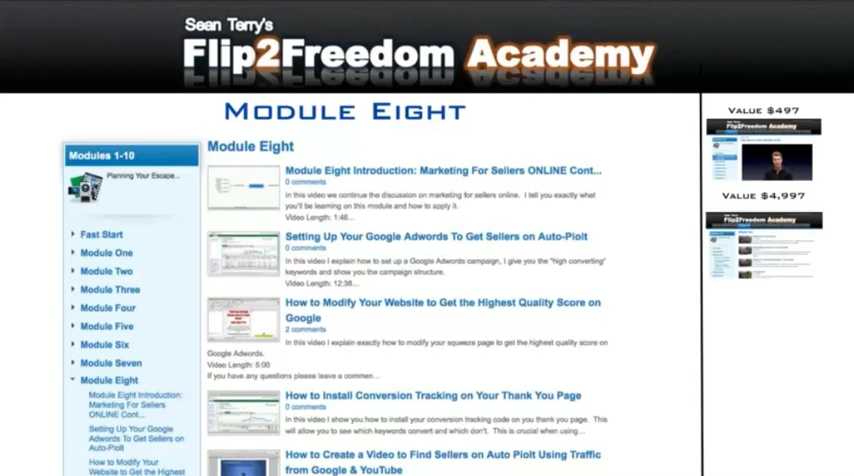 Sean Terry's
Flip2Freedom Academy
MODULE EIGHT
Modules 1-10
Planning Your Escape...
Fast Start
Module One
Module Two
Module Three
Module Four
Module Five
Module Six
Module Seven
Module Eight
Module Eight Introduction:
Marketing For Sellers
ONLINE Cont...
Setting Up Your Google
Adwords To Get Sellers on
Auto-Piolt
How to Modify Your
Website to Get the Highest
Module Eight
Module Eight Introduction: Marketing For Sellers ONLINE Cont...
0 comments
In this video we continue the discussion on marketing for sellers online. I tell you exactly what
you'll be learning on this module and how to apply it.
Video Length: 1:46...
Setting Up Your Google Adwords To Get Sellers on Auto-Piolt
0 comments
In this video I explain how to set up a Google Adwords campaign, I give you the "high converting"
keywords and show you the campaign structure.
Video Length: 12:38...
How to Modify Your Website to Get the Highest Quality Score on
Google
2 comments
In this video I explain exactly how to modify your squeeze page to get the highest quality score on
Google Adwords.
Video Length: 5:00
If you have any questions please leave a commen...
How to Install Conversion Tracking on Your Thank You Page
0 comments
In this video I show you how to install your conversion tracking code on you thank you page. This
will allow you to see which keywords convert and which don't. This is crucial when using...
How to Create a Video to Find Sellers on Auto Piolt Using Traffic
from Google & YouTube
VALUE $497
Flip2Freedom Academy
VALUE $4,997
Flip2Freedom Academy